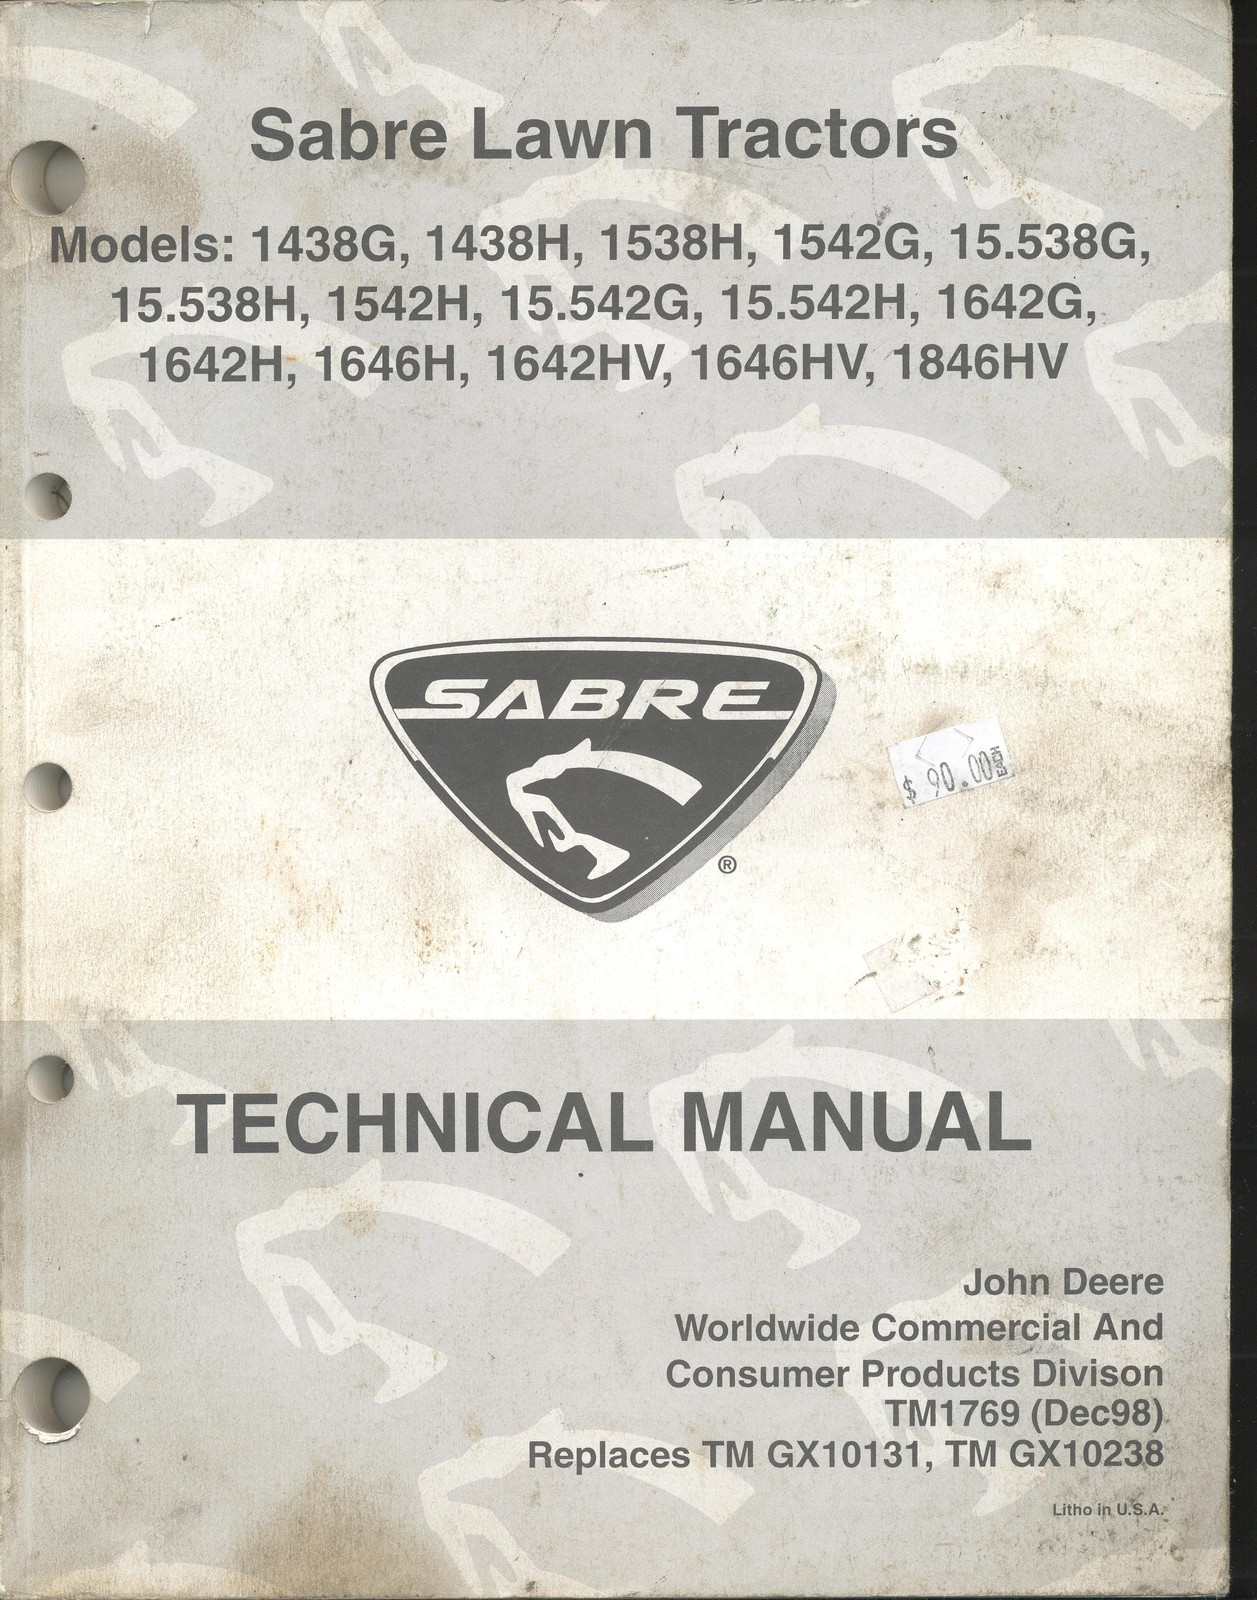 Sabre Lawn Tractors
Models: 1438G, 1438H, 1538H, 1542G, 15.538G,
15.538H, 1542H, 15.542G, 15.542H, 1642G,
1642H, 1646H, 1642HV, 1646HV, 1846HV
SABRE
$ 90.00 EACH
®
TECHNICAL MANUAL
John Deere
Worldwide Commercial And
Consumer Products Divison
TM1769 (Dec98)
Replaces TM GX10131, TM GX10238
Litho in U.S.A.